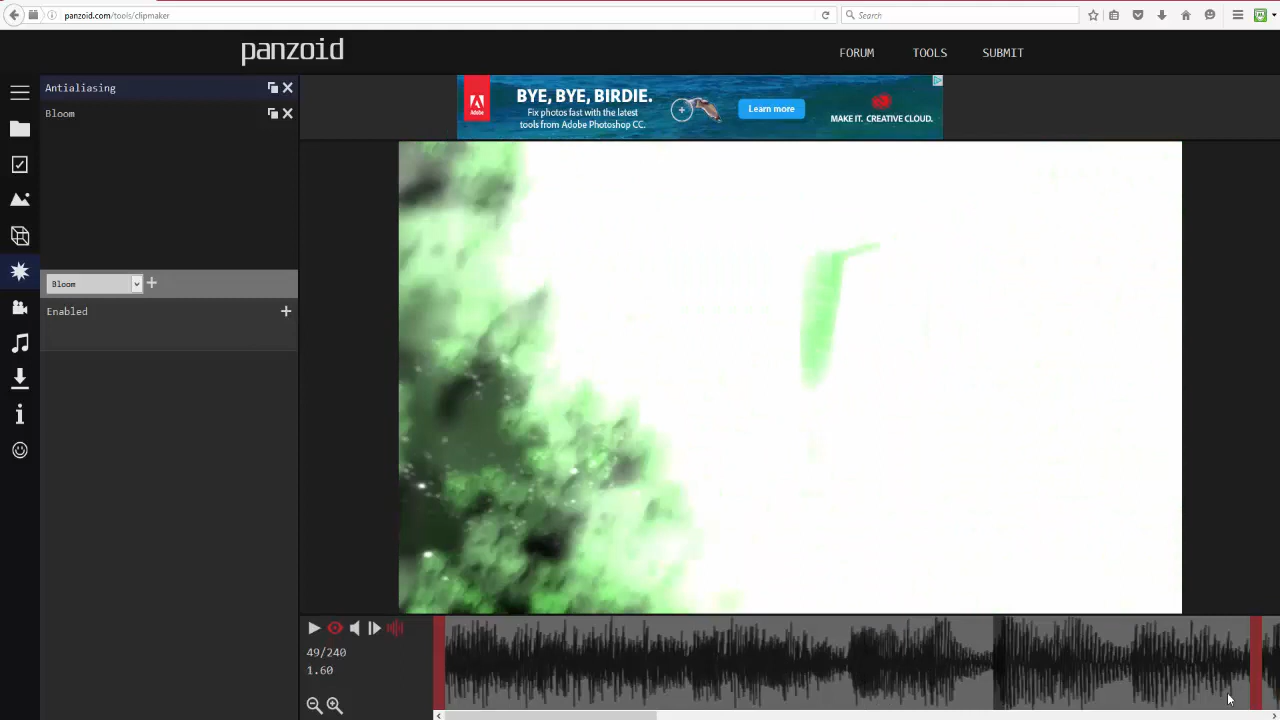 panzoid.com/tools/clipmaker
Search
panzoid
FORUM
TOOLS
SUBMIT
Antialiasing
Bloom
BYE, BYE, BIRDIE.
Fix photos fast with the latest
tools from Adobe Photoshop CC.
Learn more
MAKE IT. CREATIVE CLOUD.
Adobe
Bloom
Enabled
49/240
1.60